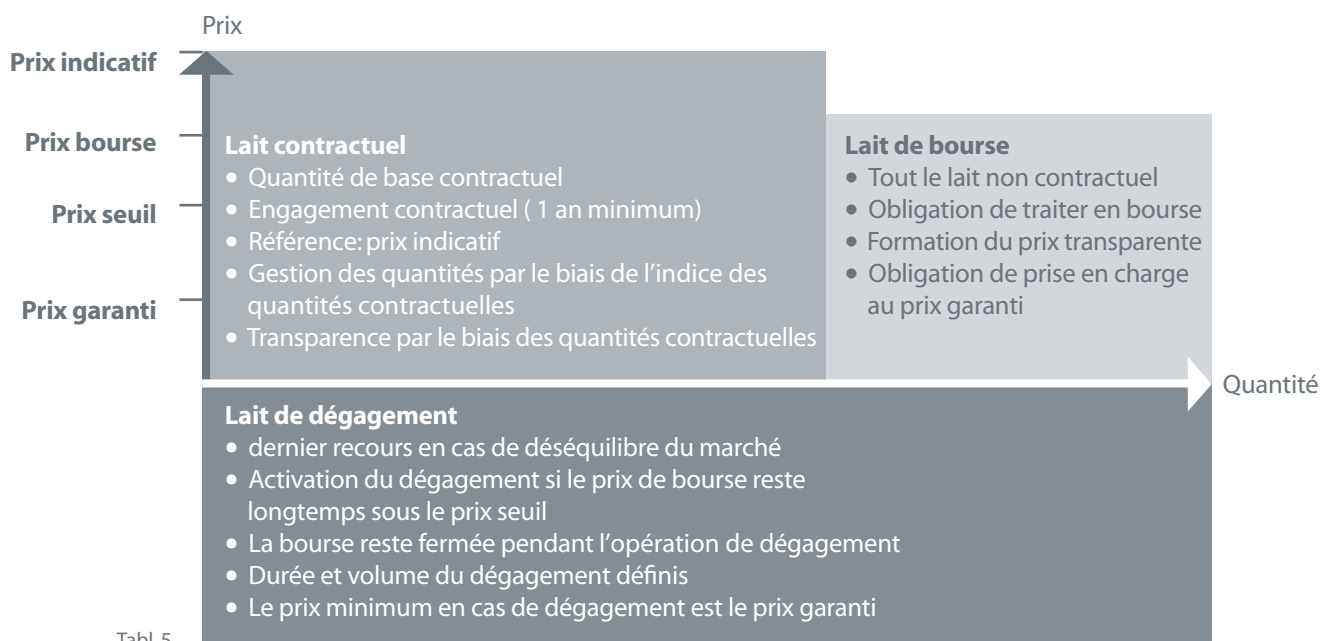 Prix
Prix indicatif
Prix bourse
Prix seuil
Prix garanti
Lait contractuel
• Quantité de base contractuel
• Engagement contractuel ( 1 an minimum)
• Référence: prix indicatif
• Gestion des quantités par le biais de l’indice des
quantités contractuelles
• Transparence par le biais des quantités contractuelles
Lait de bourse
• Tout le lait non contractuel
• Obligation de traiter en bourse
• Formation du prix transparente
• Obligation de prise en charge
au prix garanti
Quantité
Lait de dégagement
• dernier recours en cas de déséquilibre du marché
• Activation du dégagement si le prix de bourse reste
longtemps sous le prix seuil
• La bourse reste fermée pendant l’opération de dégagement
• Durée et volume du dégagement définis
• Le prix minimum en cas de dégagement est le prix garanti
Tabl. 5